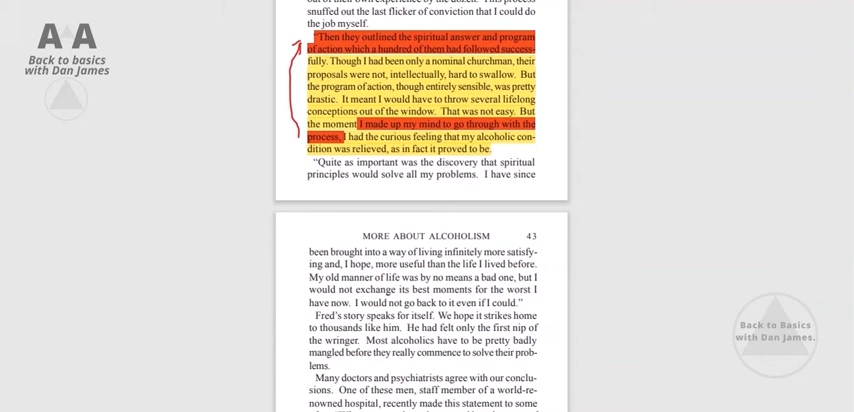 snuffed out the last flicker of conviction that I could do
the job myself.
“Then they outlined the spiritual answer and program
of action which a hundred of them had followed success-
fully. Though I had been only a nominal churchman, their
proposals were not, intellectually, hard to swallow. But
the program of action, though entirely sensible, was pretty
drastic. It meant I would have to throw several lifelong
conceptions out of the window. That was not easy. But
the moment I made up my mind to go through with the
process, I had the curious feeling that my alcoholic con-
dition was relieved, as in fact it proved to be.
“Quite as important was the discovery that spiritual
principles would solve all my problems. I have since
MORE ABOUT ALCOHOLISM 43
been brought into a way of living infinitely more satisfy-
ing and, I hope, more useful than the life I lived before.
My old manner of life was by no means a bad one, but I
would not exchange its best moments for the worst I
have now. I would not go back to it even if I could.”
Fred’s story speaks for itself. We hope it strikes home
to thousands like him. He had felt only the first nip of
the wringer. Most alcoholics have to be pretty badly
mangled before they really commence to solve their prob-
lems.
Many doctors and psychiatrists agree with our conclu-
sions. One of these men, staff member of a world-re-
nowned hospital, recently made this statement to some
AA
Back to basics
with Dan James
Back to Basics
with Dan James.